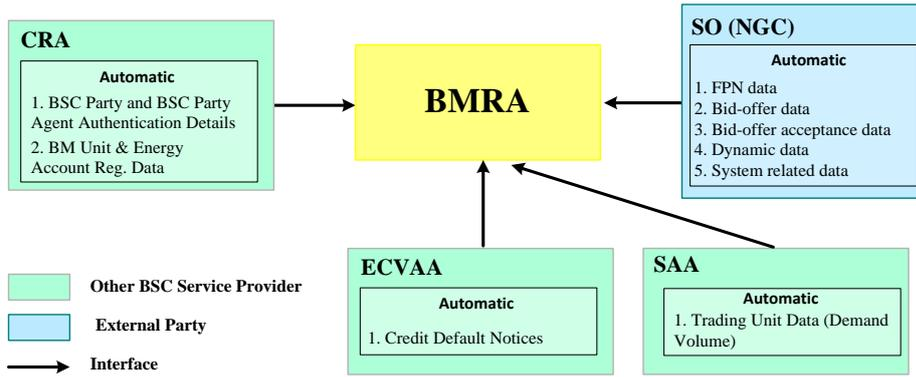 CRA
Automatic
1. BSC Party and BSC Party
Agent Authentication Details
2. BM Unit & Energy
Account Reg. Data
BMRA
SO (NGC)
Automatic
1. FPN data
2. Bid-offer data
3. Bid-offer acceptance data
4. Dynamic data
5. System related data
ECVAA
Automatic
1. Credit Default Notices
SAA
Automatic
1. Trading Unit Data (Demand
Volume)
Other BSC Service Provider
External Party
Interface